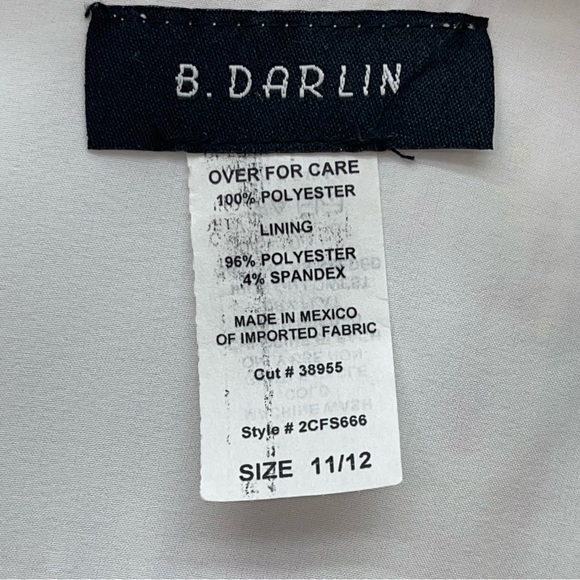 B. DARLIN
OVER FOR CARE
100% POLYESTER
LINING
96% POLYESTER
4% SPANDEX
MADE IN MEXICO
OF IMPORTED FABRIC
Cut # 38955
Style # 2CFS666
SIZE 11/12